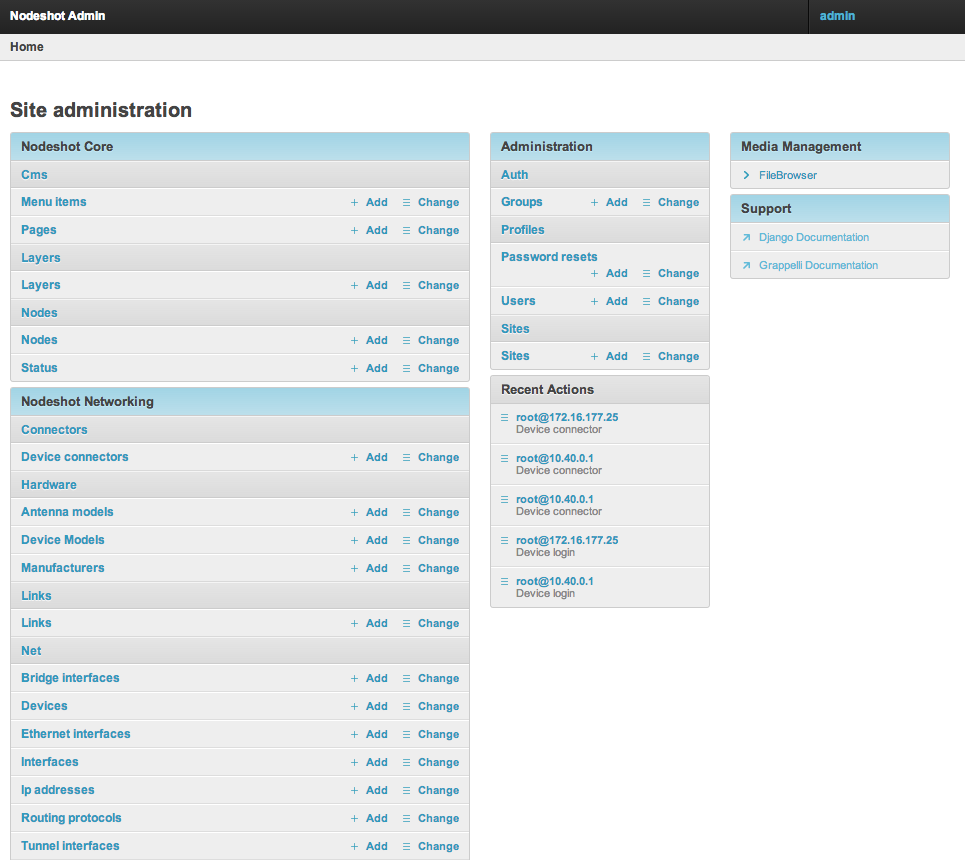 Nodeshot Admin
admin
Home
Site administration
Nodeshot Core
Cms
Menu items Add Change
Pages Add Change
Layers
Layers Add Change
Nodes
Nodes Add Change
Status Add Change
Nodeshot Networking
Connectors
Device connectors Add Change
Hardware
Antenna models Add Change
Device Models Add Change
Manufacturers Add Change
Links
Links Add Change
Net
Bridge interfaces Add Change
Devices Add Change
Ethernet interfaces Add Change
Interfaces Add Change
Ip addresses Add Change
Routing protocols Add Change
Tunnel interfaces Add Change
Administration
Auth
Groups Add Change
Profiles
Password resets
Add Change
Users Add Change
Sites
Sites Add Change
Recent Actions
root@172.16.177.25
Device connector
root@10.40.0.1
Device connector
root@10.40.0.1
Device connector
root@172.16.177.25
Device login
root@10.40.0.1
Device login
Media Management
FileBrowser
Support
Django Documentation
Grappelli Documentation